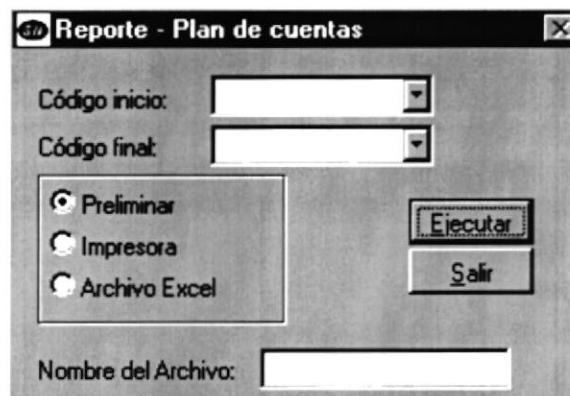 Reporte - Plan de cuentas
Código inicio:
Código final:
Preliminar
Impresora
Archivo Excel
Ejecutar
Salir
Nombre del Archivo: